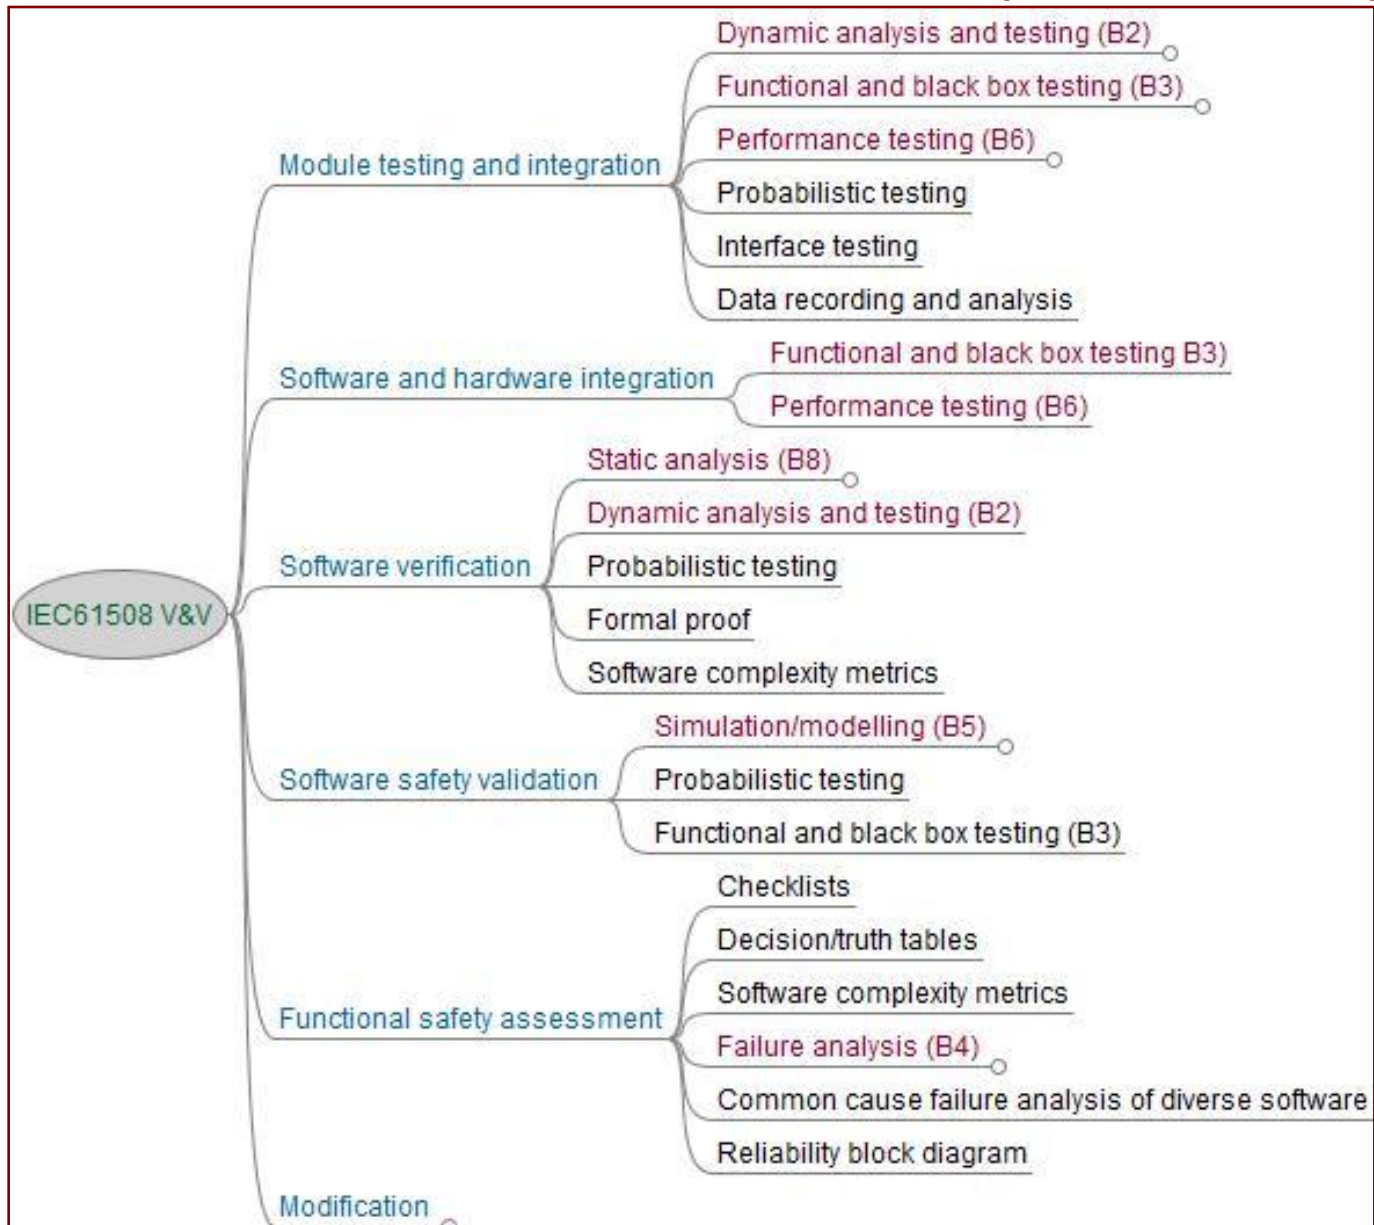 IEC61508 V&V
Module testing and integration
Dynamic analysis and testing (B2)
Functional and black box testing (B3)
Performance testing (B6)
Probabilistic testing
Interface testing
Data recording and analysis
Software and hardware integration
Functional and black box testing B3)
Performance testing (B6)
Software verification
Static analysis (B8)
Dynamic analysis and testing (B2)
Probabilistic testing
Formal proof
Software complexity metrics
Software safety validation
Simulation/modelling (B5)
Probabilistic testing
Functional and black box testing (B3)
Functional safety assessment
Checklists
Decision/truth tables
Software complexity metrics
Failure analysis (B4)
Common cause failure analysis of diverse software
Reliability block diagram
Modification